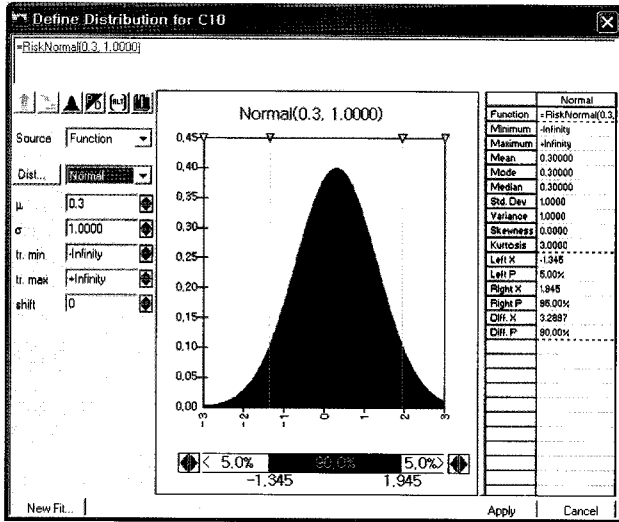 Define Distribution for C10
=RiskNormal(0.3, 1.0000)
Source Function
Dist... Normal
μ 0.3
σ 1.0000
tr. min -Infinity
tr. max +Infinity
shift 0
New Fit...
Normal(0.3, 1.0000)
0,45
0,40
0,35
0,30
0,25
0,20
0,15
0,10
0,05
0,00
-3 -2 -1 0 1 2 3
< 5.0% 90.0% 5.0% >
-1,345 1,945
Normal
Function =RiskNormal(0.3,
Minimum -Infinity
Maximum +Infinity
Mean 0.30000
Mode 0.30000
Median 0.30000
Std. Dev 1.0000
Variance 1.0000
Skewness 0.0000
Kurtosis 3.0000
Left X -1.345
Left P 5.00%
Right X 1.945
Right P 95.00%
Diff. X 3.2897
Diff. P 90.00%
Apply Cancel